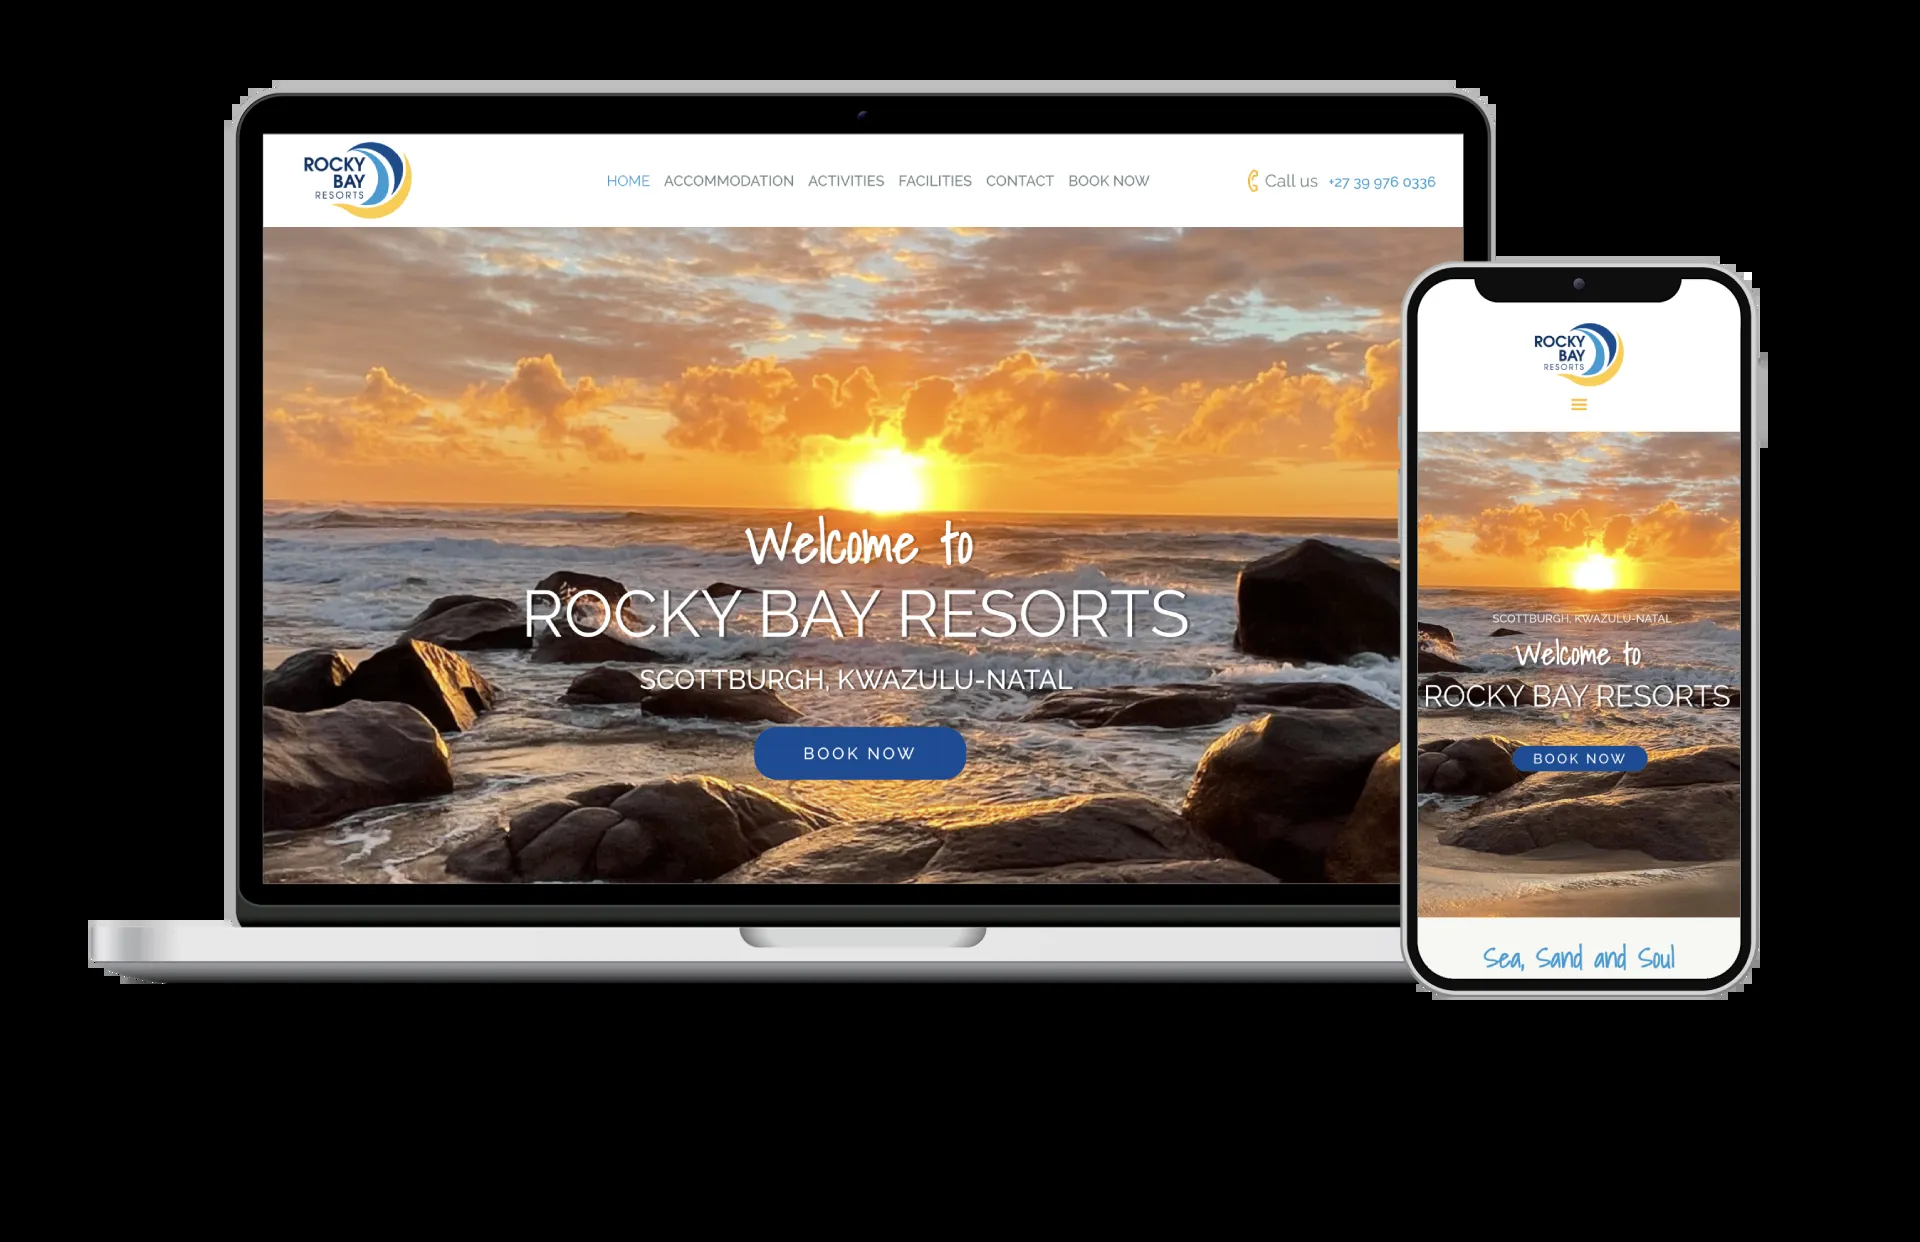 ROCKY
BAY
RESORTS
HOME ACCOMMODATION ACTIVITIES FACILITIES CONTACT BOOK NOW
Call us +27 39 976 0336
Welcome to
ROCKY BAY RESORTS
SCOTTBURGH, KWAZULU-NATAL
BOOK NOW
ROCKY
BAY
RESORTS
SCOTTBURGH, KWAZULU-NATAL
Welcome to
ROCKY BAY RESORTS
BOOK NOW
Sea, Sand and Soul